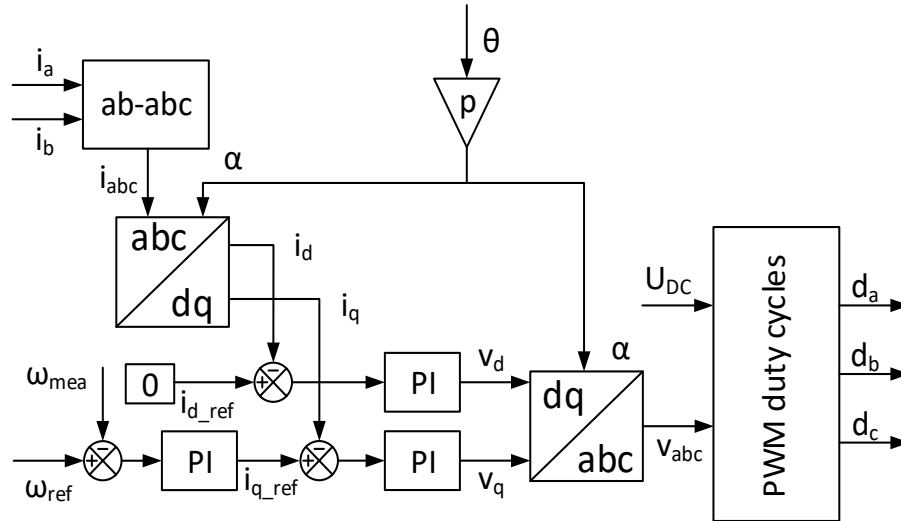 θ
i_a
ab-abc
p
i_b
i_abc
α
abc
dq
i_d
i_q
U_DC
PWM duty cycles
d_a
d_b
d_c
ω_mea
0
i_d_ref
+
−
PI
v_d
α
dq
abc
v_abc
ω_ref
+
−
PI
i_q_ref
+
−
PI
v_q